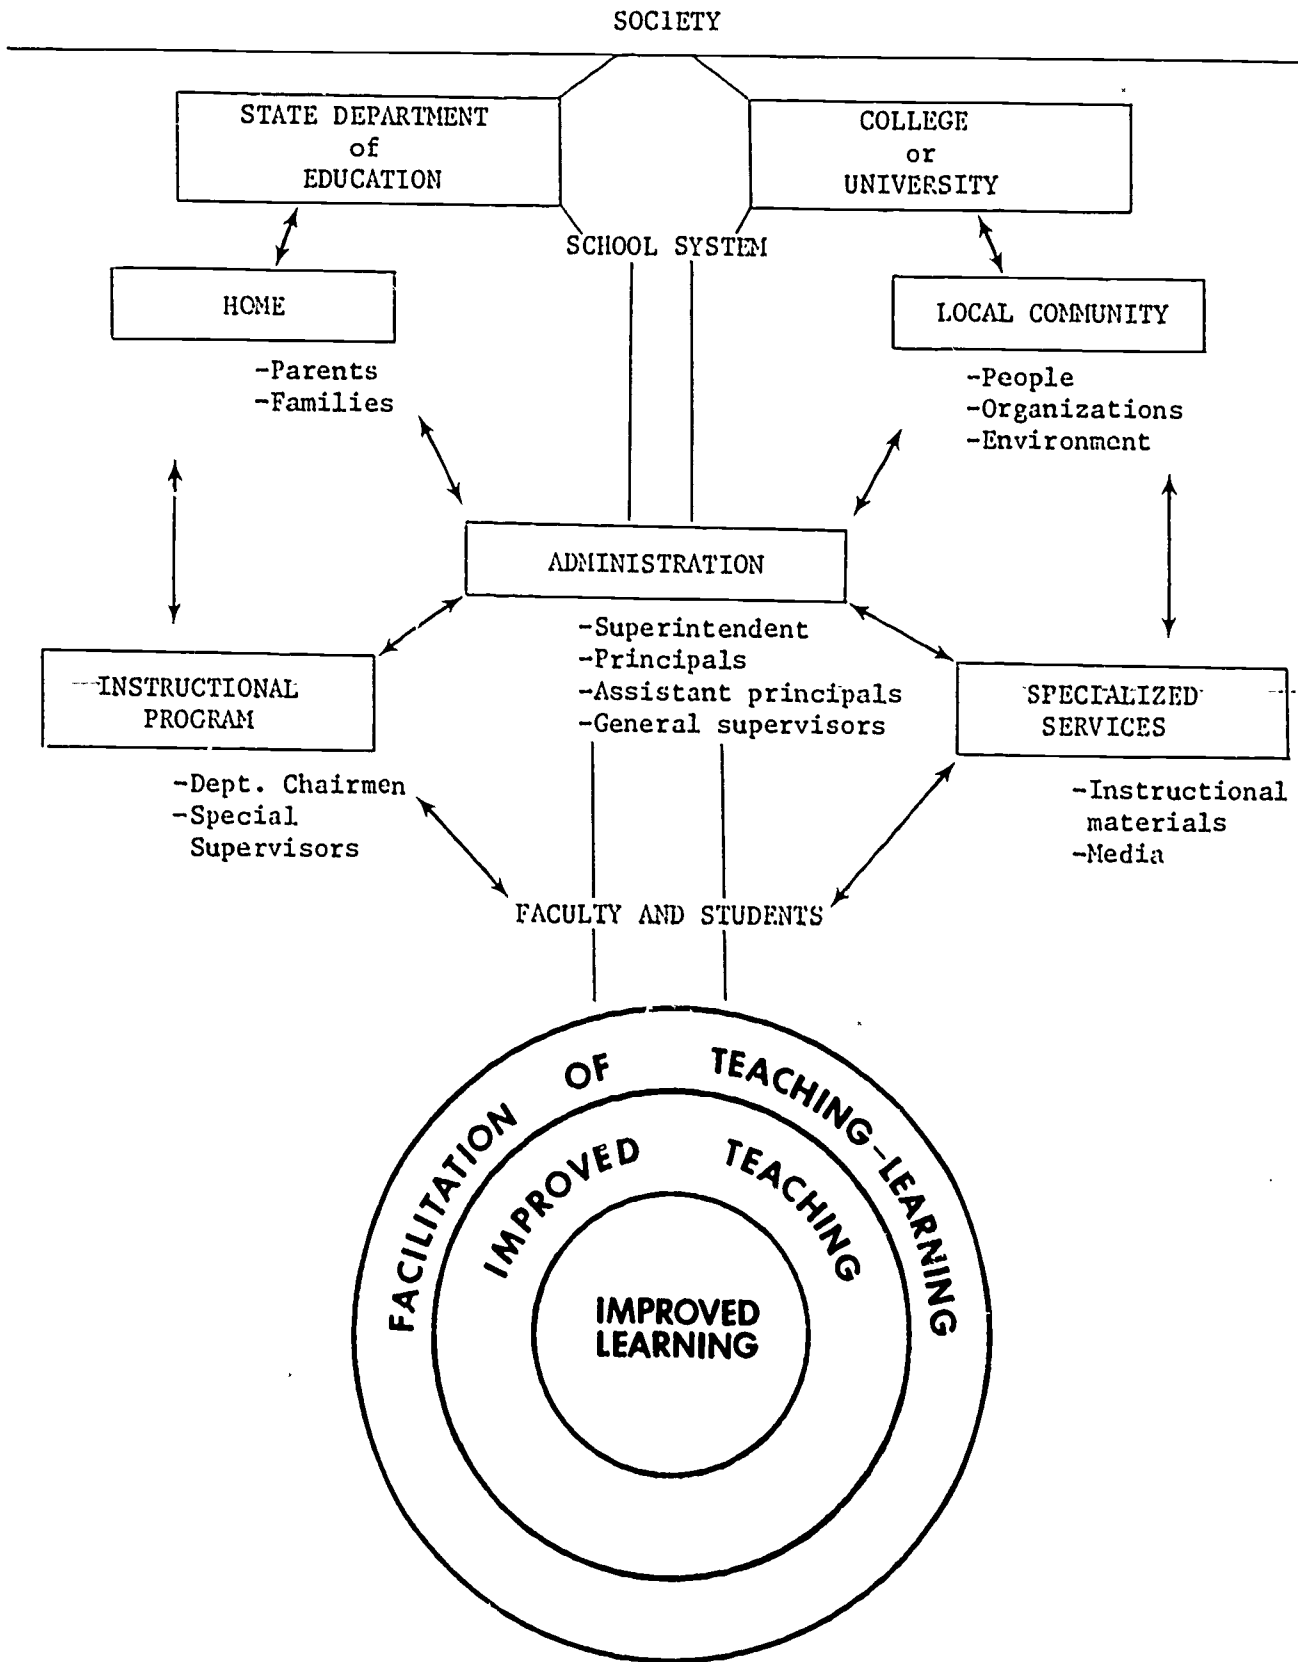 SOCIETY
STATE DEPARTMENT
of
EDUCATION
COLLEGE
or
UNIVERSITY
SCHOOL SYSTEM
HOME
LOCAL COMMUNITY
-Parents
-Families
-People
-Organizations
-Environment
ADMINISTRATION
-Superintendent
-Principals
-Assistant principals
-General supervisors
INSTRUCTIONAL
PROGRAM
SPECIALIZED
SERVICES
-Dept. Chairmen
-Special
Supervisors
-Instructional
materials
-Media
FACULTY AND STUDENTS
FACILITATION OF TEACHING-LEARNING
IMPROVED TEACHING
IMPROVED
LEARNING